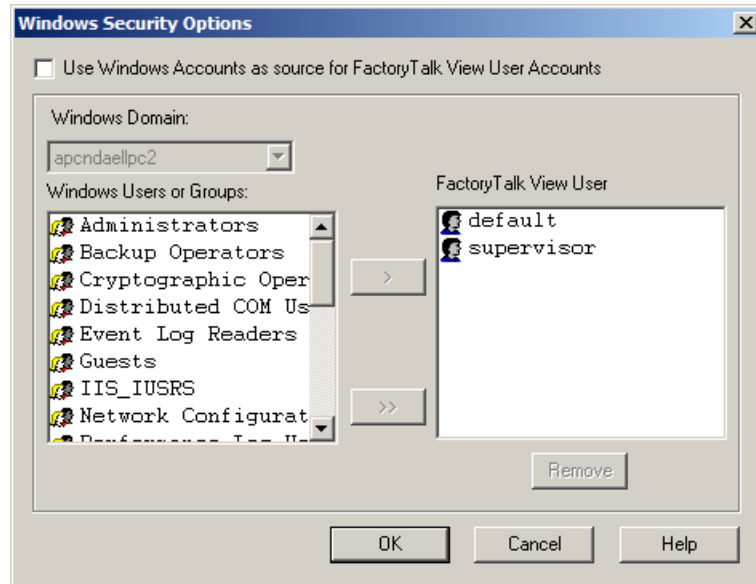 Windows Security Options
Use Windows Accounts as source for FactoryTalk View User Accounts
Windows Domain:
apcndaellpc2
Windows Users or Groups:
Administrators
Backup Operators
Cryptographic Oper
Distributed COM Us
Event Log Readers
Guests
IIS_IUSRS
Network Configurat
>
>>
FactoryTalk View User
default
supervisor
Remove
OK
Cancel
Help